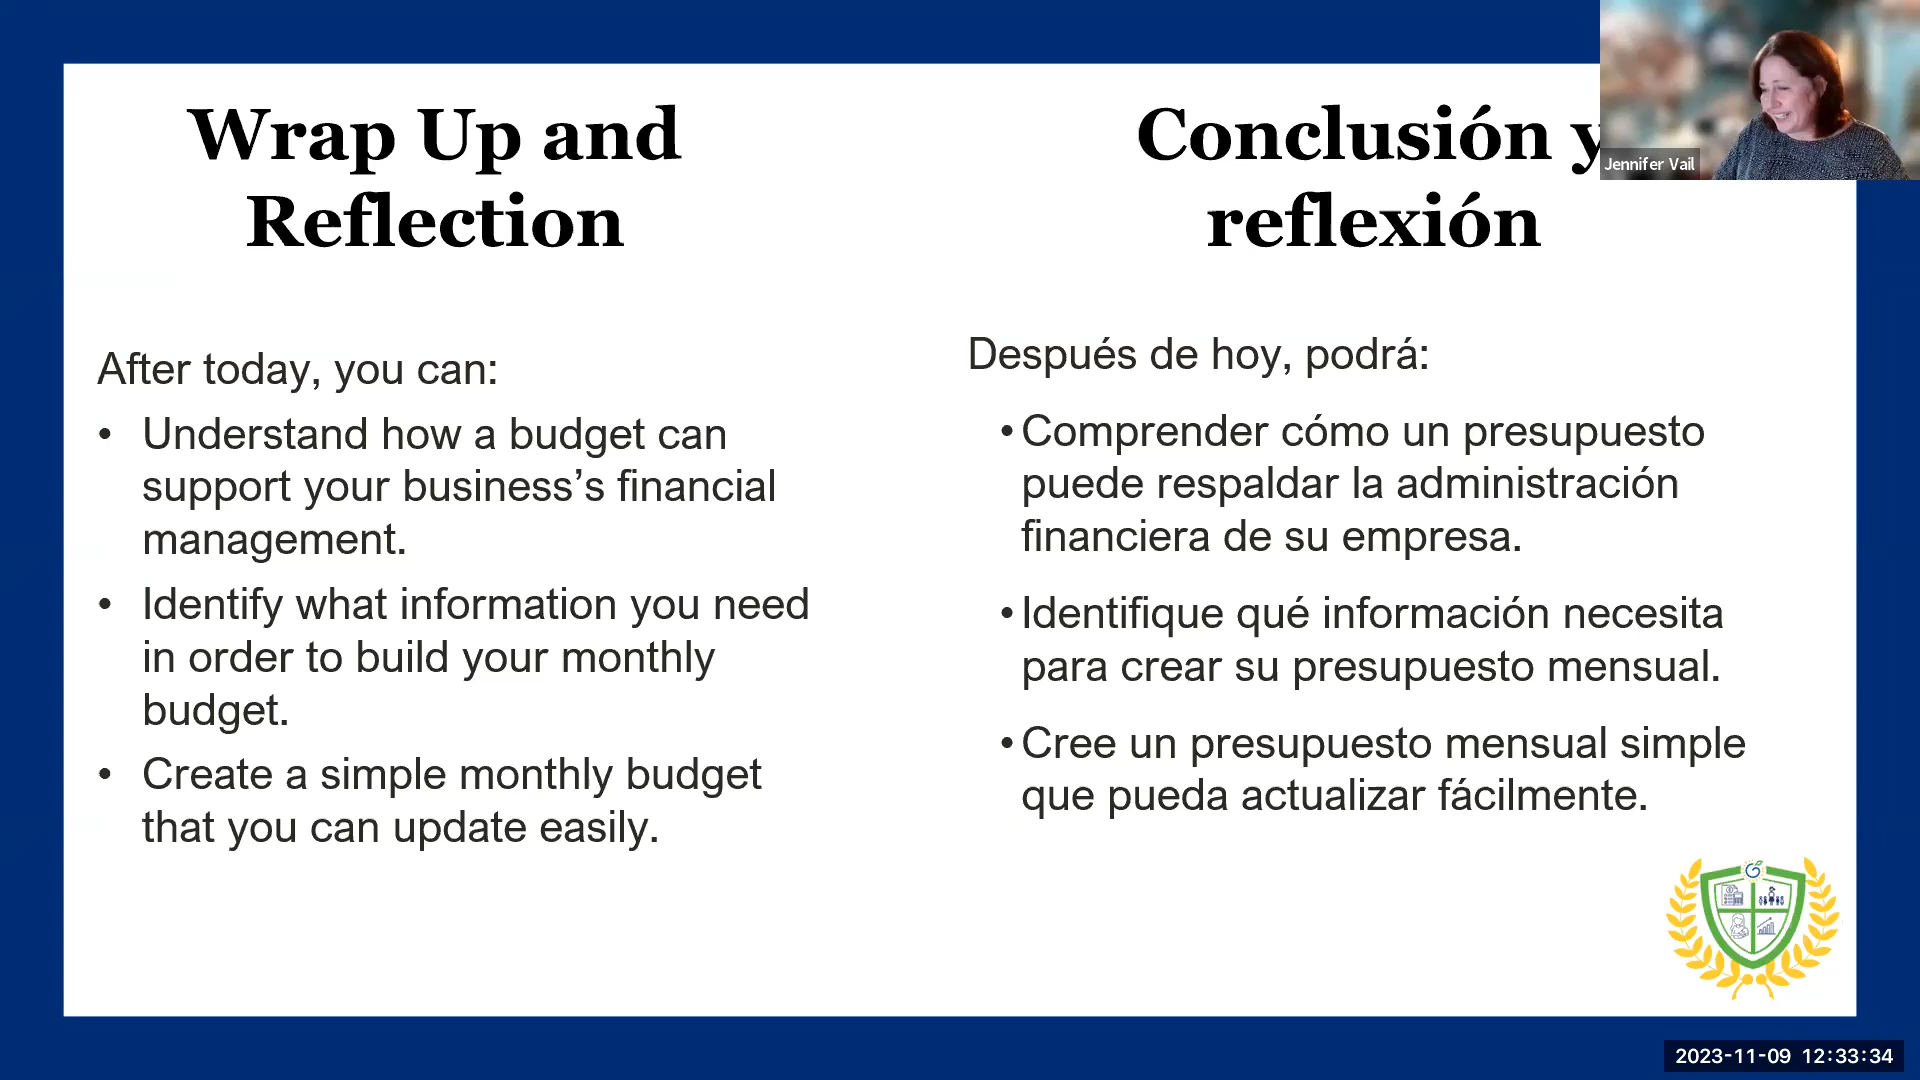 Wrap Up and
Reflection
After today, you can:
• Understand how a budget can
support your business’s financial
management.
• Identify what information you need
in order to build your monthly
budget.
• Create a simple monthly budget
that you can update easily.
Conclusión y
reflexión
Después de hoy, podrá:
• Comprender cómo un presupuesto
puede respaldar la administración
financiera de su empresa.
• Identifique qué información necesita
para crear su presupuesto mensual.
• Cree un presupuesto mensual simple
que pueda actualizar fácilmente.
Jennifer Vail
2023-11-09 12:33:34